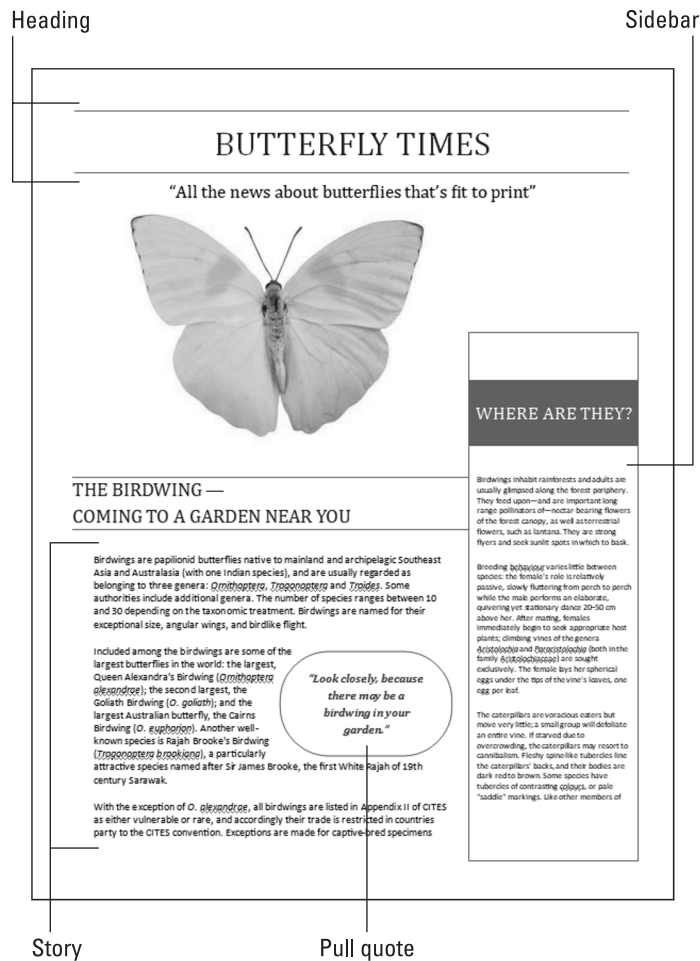 Heading
Sidebar
BUTTERFLY TIMES
“All the news about butterflies that’s fit to print”
WHERE ARE THEY?
Birdwings inhabit rainforests and adults are
usually glimpsed along the forest periphery.
They feed upon—and are important long-
range pollinators of—nectar-bearing flowers
of the forest canopy, as well as terrestrial
flowers, such as lantana. They are strong
flyers and seek sunlit spots in which to bask.
Breeding behaviour varies little between
species: the female's role is relatively
passive, slowly fluttering from perch to perch
while the male performs an elaborate,
quivering yet stationary dance 20–50 cm
above her. After mating, females
immediately begin to seek appropriate host
plants; climbing vines of the genera
Aristolochia and Pararistolochia (both in the
family Aristolochiaceae) are sought
exclusively. The female lays her spherical
eggs under the tips of the vine's leaves, one
egg per leaf.
The caterpillars are voracious eaters but
move very little; a small group will defoliate
an entire vine. If starved due to
overcrowding, the caterpillars may resort to
cannibalism. Fleshy spine-like tubercles line
the caterpillars' backs, and their bodies are
dark red to brown. Some species have
tubercles of contrasting colours, or pale
"saddle" markings. Like other members of
THE BIRDWING —
COMING TO A GARDEN NEAR YOU
Birdwings are papilionid butterflies native to mainland and archipelagic Southeast
Asia and Australasia (with one Indian species), and are usually regarded as
belonging to three genera: Ornithoptera, Trogonoptera and Troides. Some
authorities include additional genera. The number of species ranges between 10
and 30 depending on the taxonomic treatment. Birdwings are named for their
exceptional size, angular wings, and birdlike flight.
Included among the birdwings are some of the
largest butterflies in the world: the largest,
Queen Alexandra's Birdwing (Ornithoptera
alexandrae); the second largest, the
Goliath Birdwing (O. goliath); and the
largest Australian butterfly, the Cairns
Birdwing (O. euphorion). Another well-
known species is Rajah Brooke's Birdwing
(Trogonoptera brookiana), a particularly
attractive species named after Sir James Brooke, the first White Rajah of 19th
century Sarawak.
“Look closely, because
there may be a
birdwing in your
garden.”
With the exception of O. alexandrae, all birdwings are listed in Appendix II of CITES
as either vulnerable or rare, and accordingly their trade is restricted in countries
party to the CITES convention. Exceptions are made for captive-bred specimens
Story
Pull quote